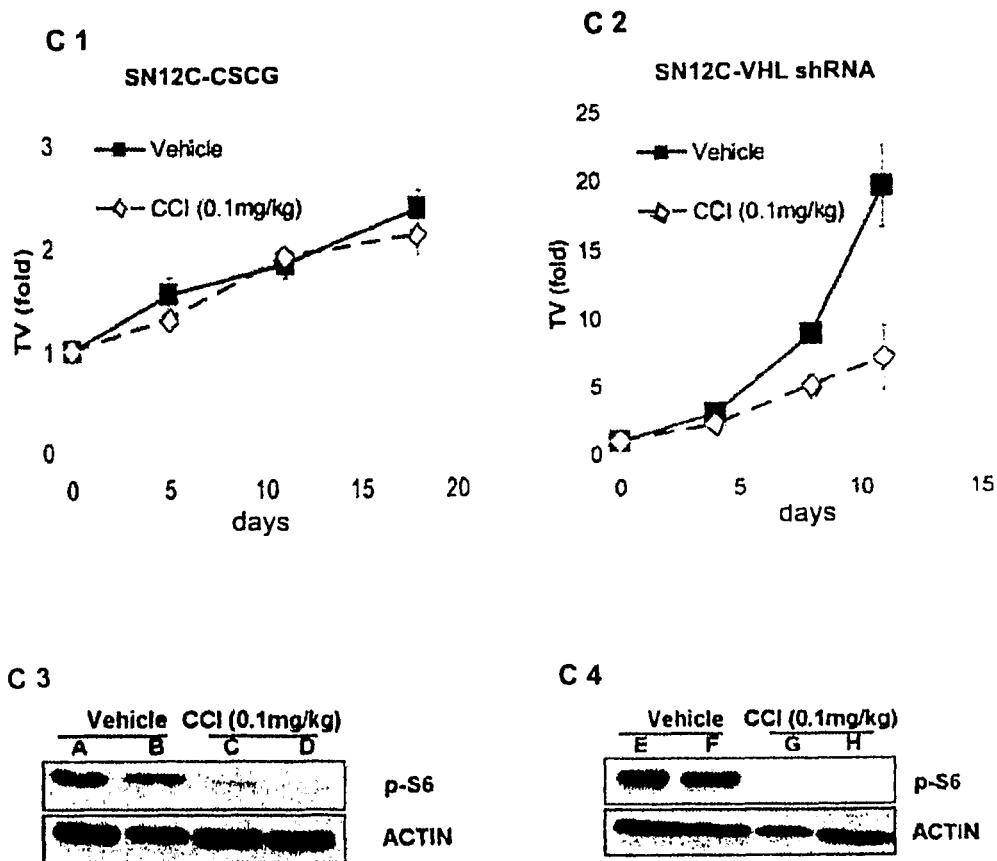 C 1
SN12C-CSCG
3
2
1
0
TV (fold)
Vehicle
CCI (0.1mg/kg)
0 5 10 15 20
days
C 2
SN12C-VHL shRNA
25
20
15
10
5
0
TV (fold)
Vehicle
CCI (0.1mg/kg)
0 5 10 15
days
C 3
Vehicle CCI (0.1mg/kg)
A B C D
p-S6
ACTIN
C 4
Vehicle CCI (0.1mg/kg)
E F G H
p-S6
ACTIN